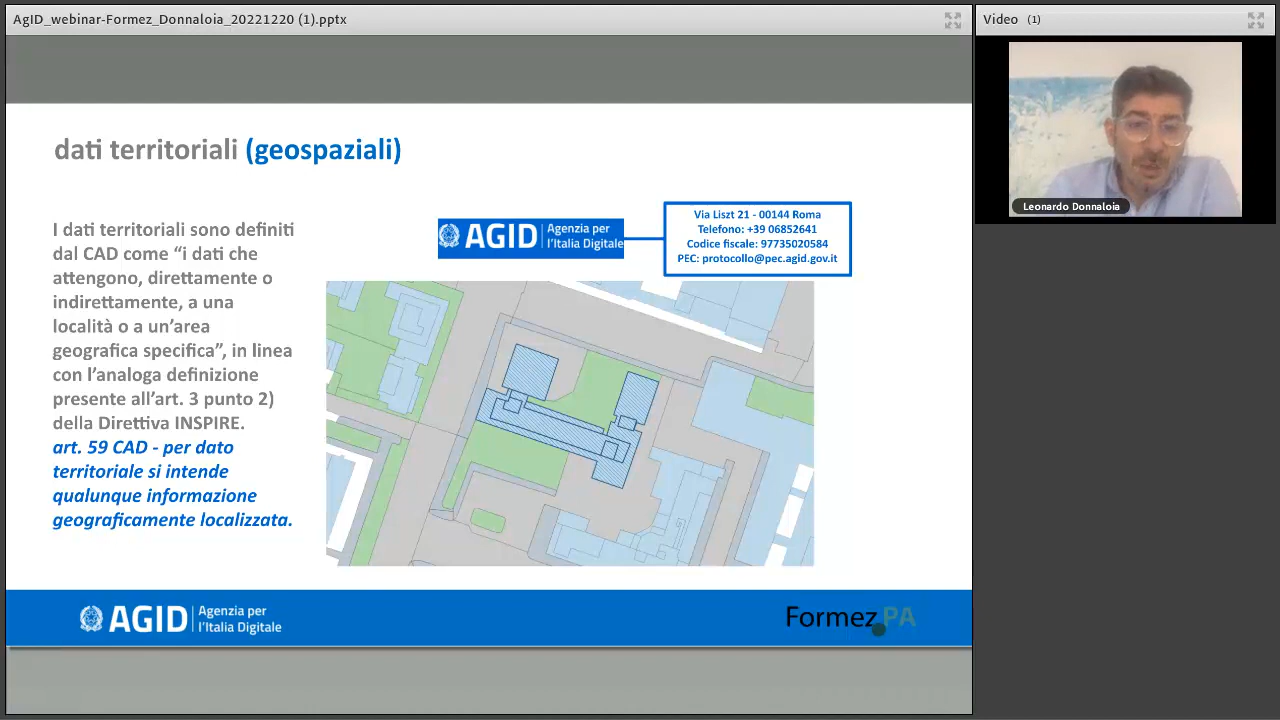 AgID_webinar-Formez_Donnaloia_20221220 (1).pptx
Video (1)
Leonardo Donnaloia
dati territoriali (geospaziali)
I dati territoriali sono definiti
dal CAD come “i dati che
attengono, direttamente o
indirettamente, a una
località o a un’area
geografica specifica”, in linea
con l’analoga definizione
presente all’art. 3 punto 2)
della Direttiva INSPIRE.
art. 59 CAD - per dato
territoriale si intende
qualunque informazione
geograficamente localizzata.
AGID Agenzia per
l’Italia Digitale
Via Liszt 21 - 00144 Roma
Telefono: +39 06852641
Codice fiscale: 97735020584
PEC: protocollo@pec.agid.gov.it
AGID Agenzia per
l’Italia Digitale
Formez PA